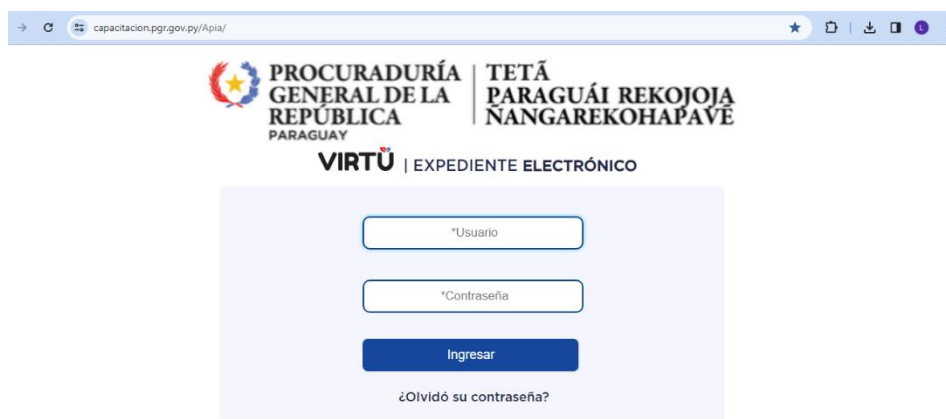 capacitacion.pgr.gov.py/Apia/
L
PROCURADURÍA
GENERAL DE LA
REPÚBLICA
PARAGUAY
TETÃ
PARAGUÁI REKOJOJA
ÑANGAREKOHAPAVẼ
VIRTÜ | EXPEDIENTE ELECTRÓNICO
*Usuario
*Contraseña
Ingresar
¿Olvidó su contraseña?